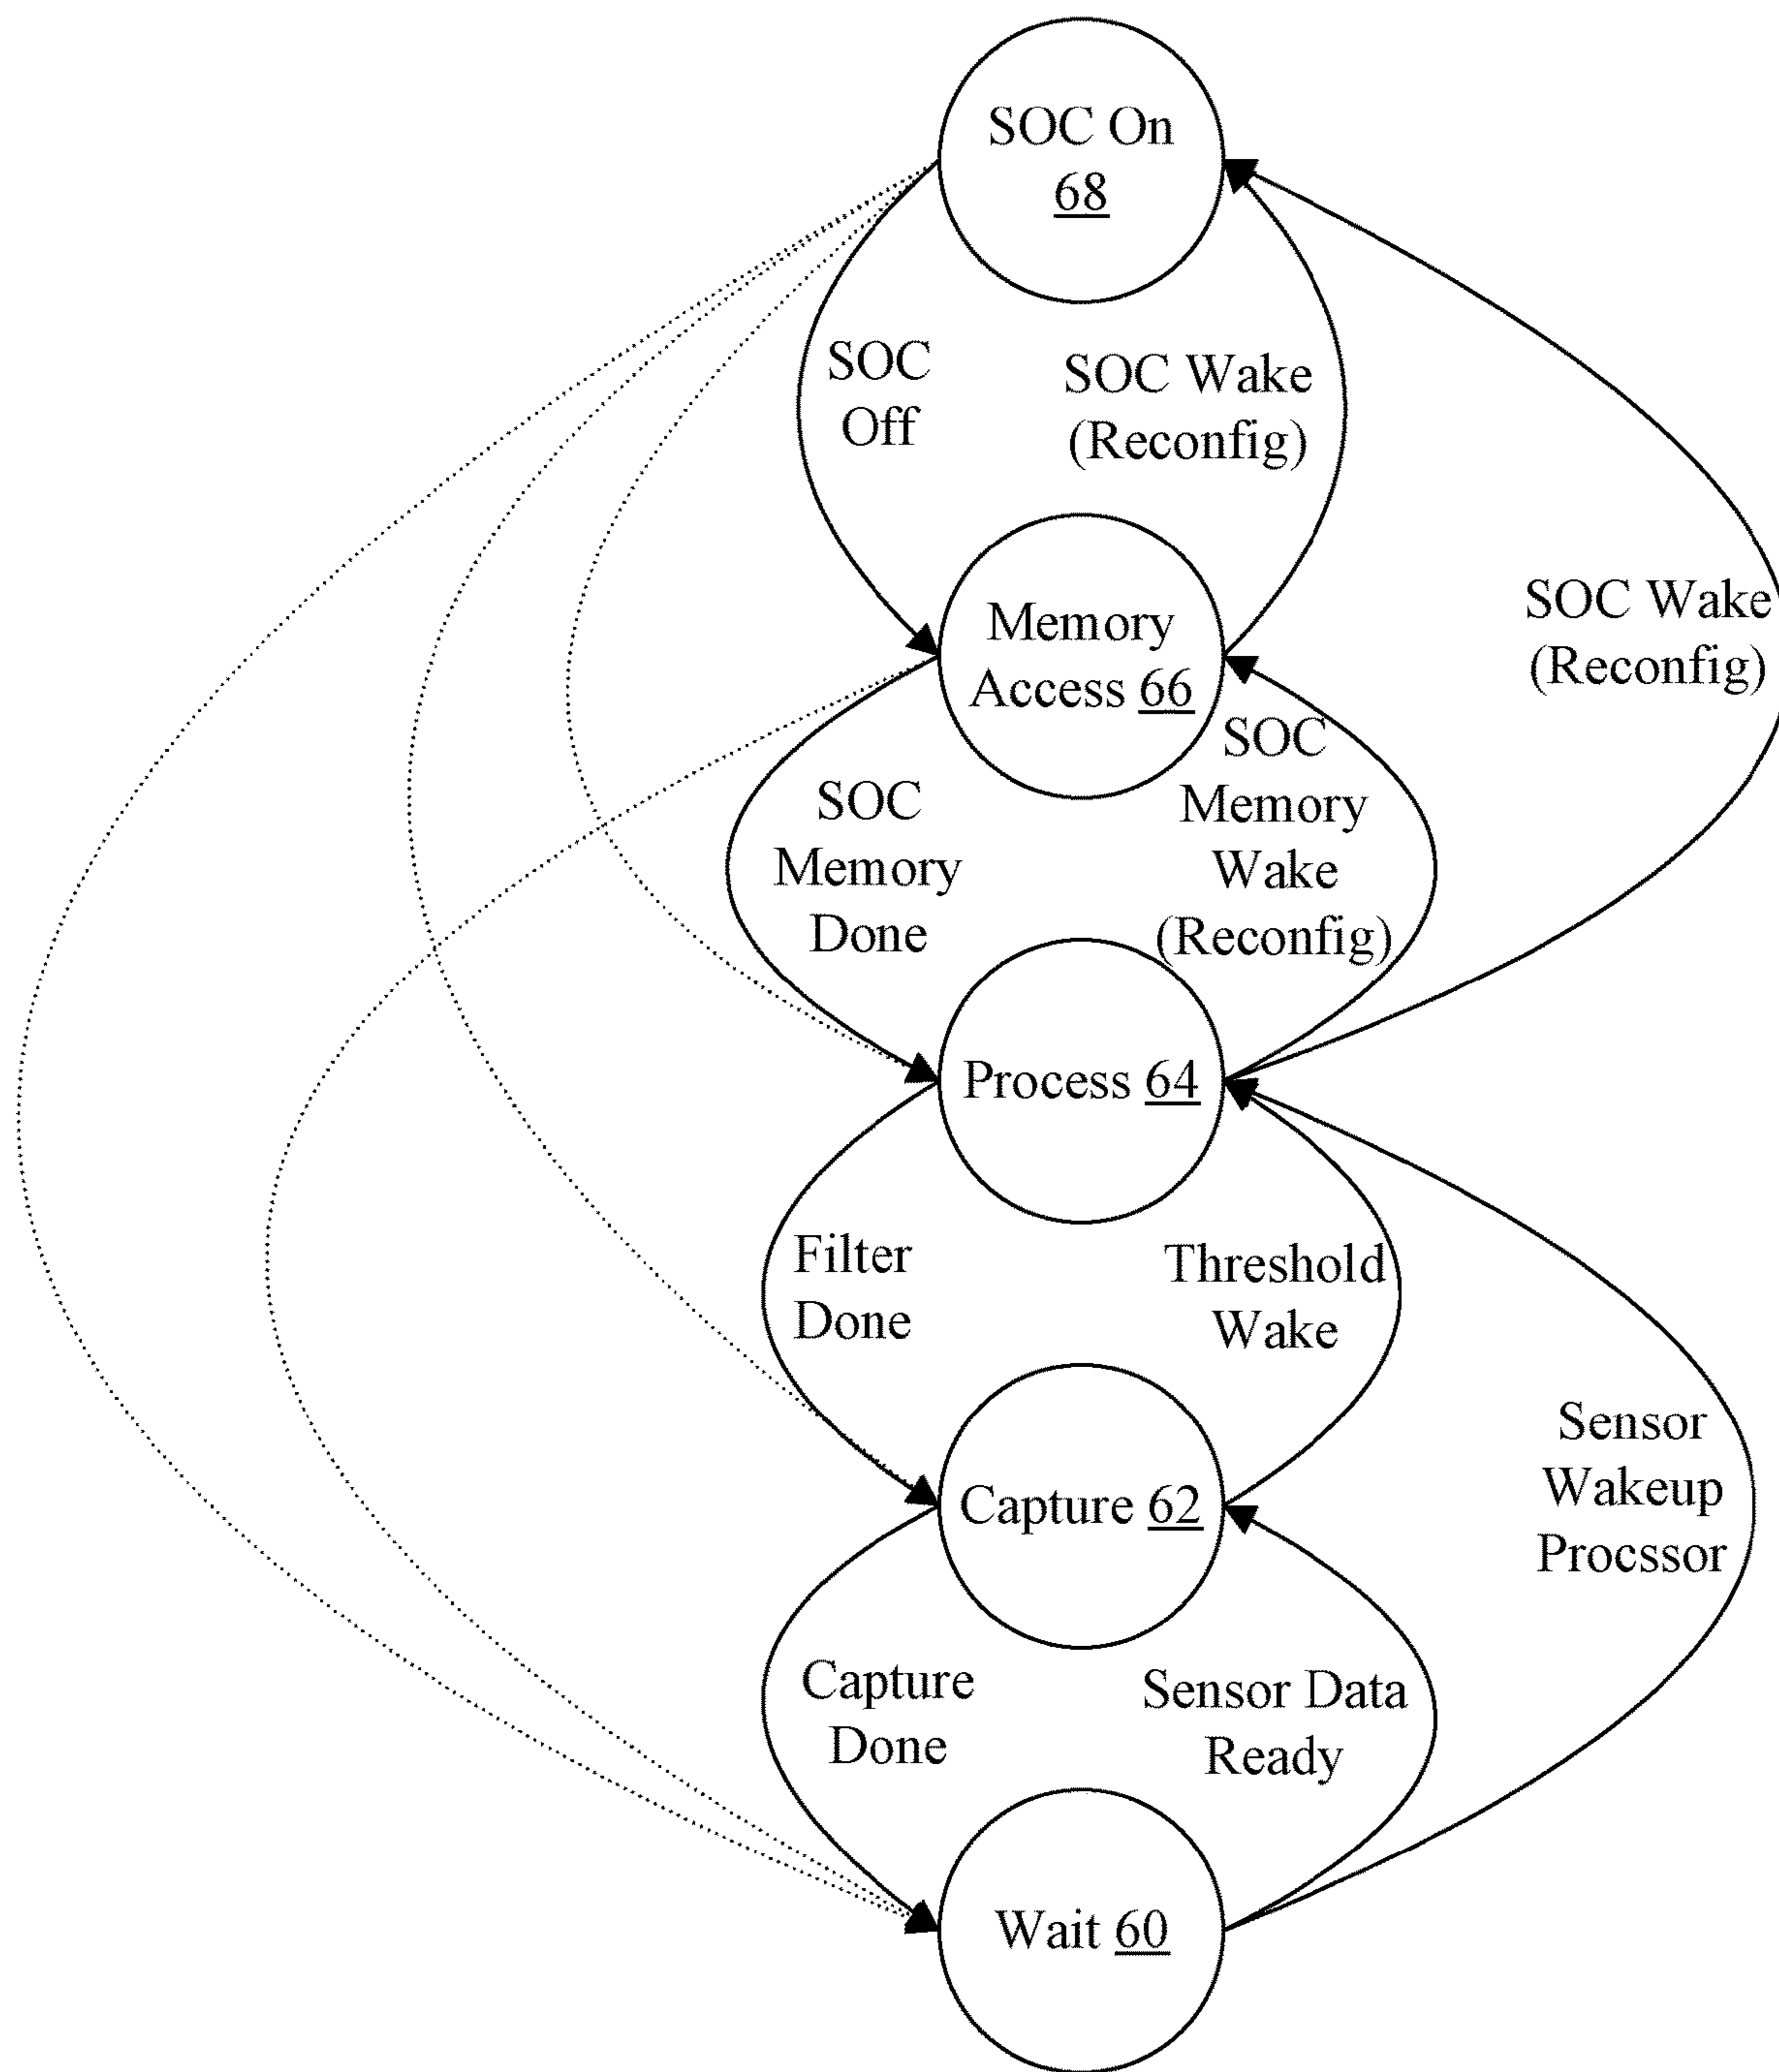 SOC On
68
SOC
Off
SOC Wake
(Reconfig)
SOC Wake
(Reconfig)
Memory
Access 66
SOC
Memory
Done
SOC
Memory
Wake
(Reconfig)
Process 64
Filter
Done
Threshold
Wake
Sensor
Wakeup
Procssor
Capture 62
Capture
Done
Sensor Data
Ready
Wait 60